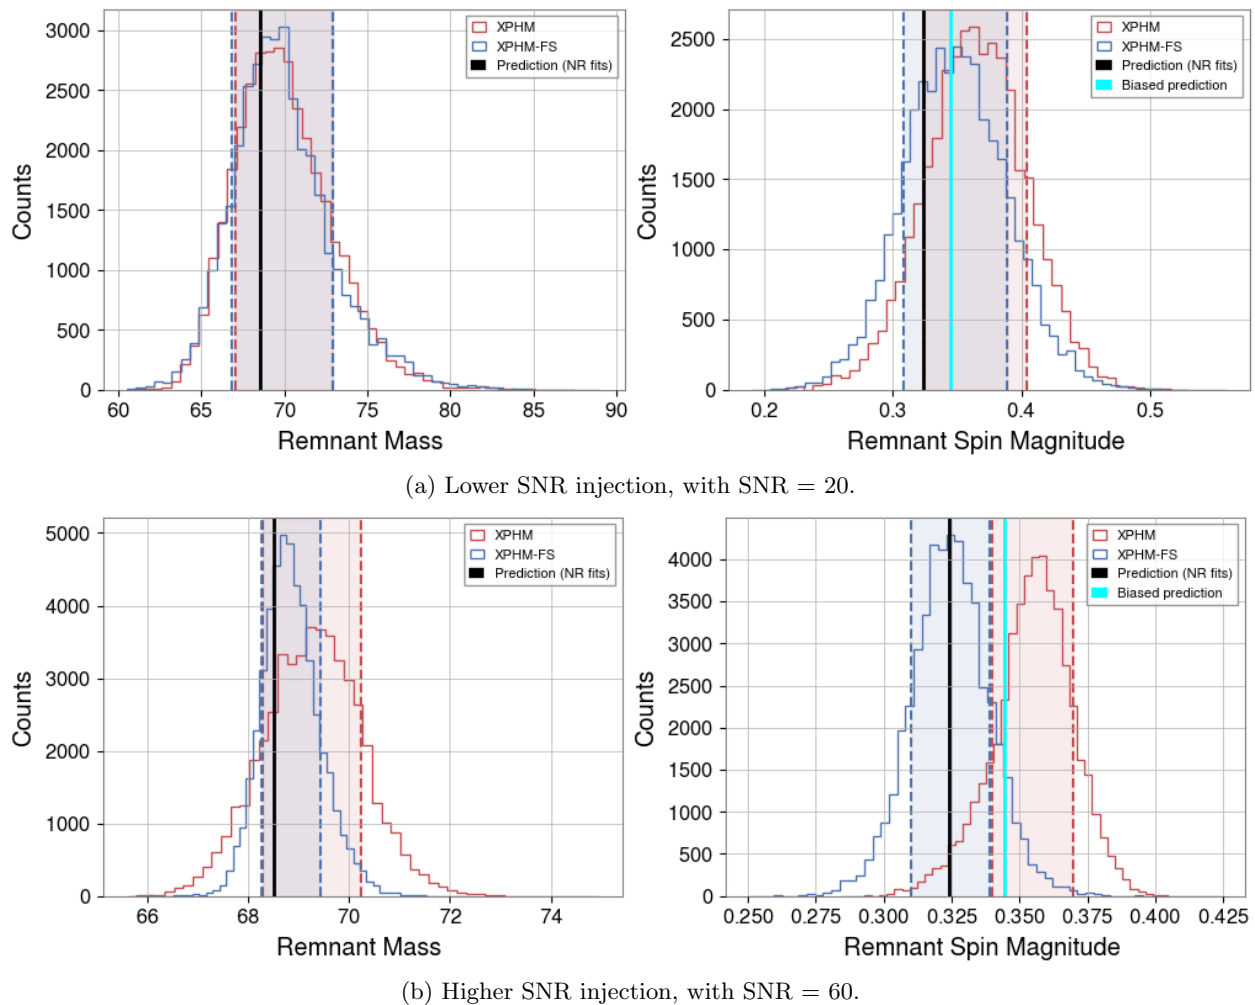 3000
2500
2000
1500
1000
500
0
Counts
XPHM
XPHM-FS
Prediction (NR fits)
60
65
70
75
80
85
90
Remnant Mass
2500
2000
1500
1000
500
0
Counts
XPHM
XPHM-FS
Prediction (NR fits)
Biased prediction
0.2
0.3
0.4
0.5
Remnant Spin Magnitude
(a) Lower SNR injection, with SNR = 20.
5000
4000
3000
2000
1000
0
Counts
XPHM
XPHM-FS
Prediction (NR fits)
66
68
70
72
74
Remnant Mass
4000
3500
3000
2500
2000
1500
1000
500
0
Counts
XPHM
XPHM-FS
Prediction (NR fits)
Biased prediction
0.250
0.275
0.300
0.325
0.350
0.375
0.400
0.425
Remnant Spin Magnitude
(b) Higher SNR injection, with SNR = 60.